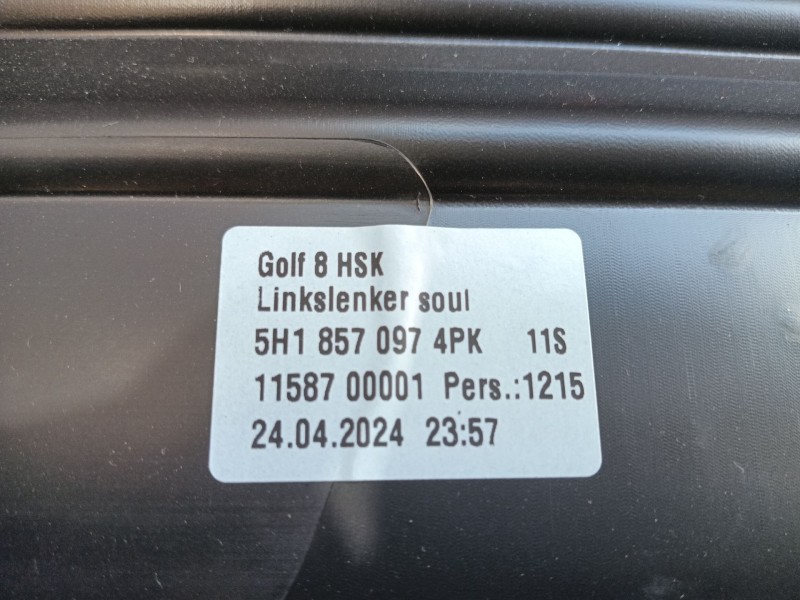 Golf 8 HSK
Linkslenker soul
5H1 857 097 4PK 11S
11587 00001 Pers.:1215
24.04.2024 23:57